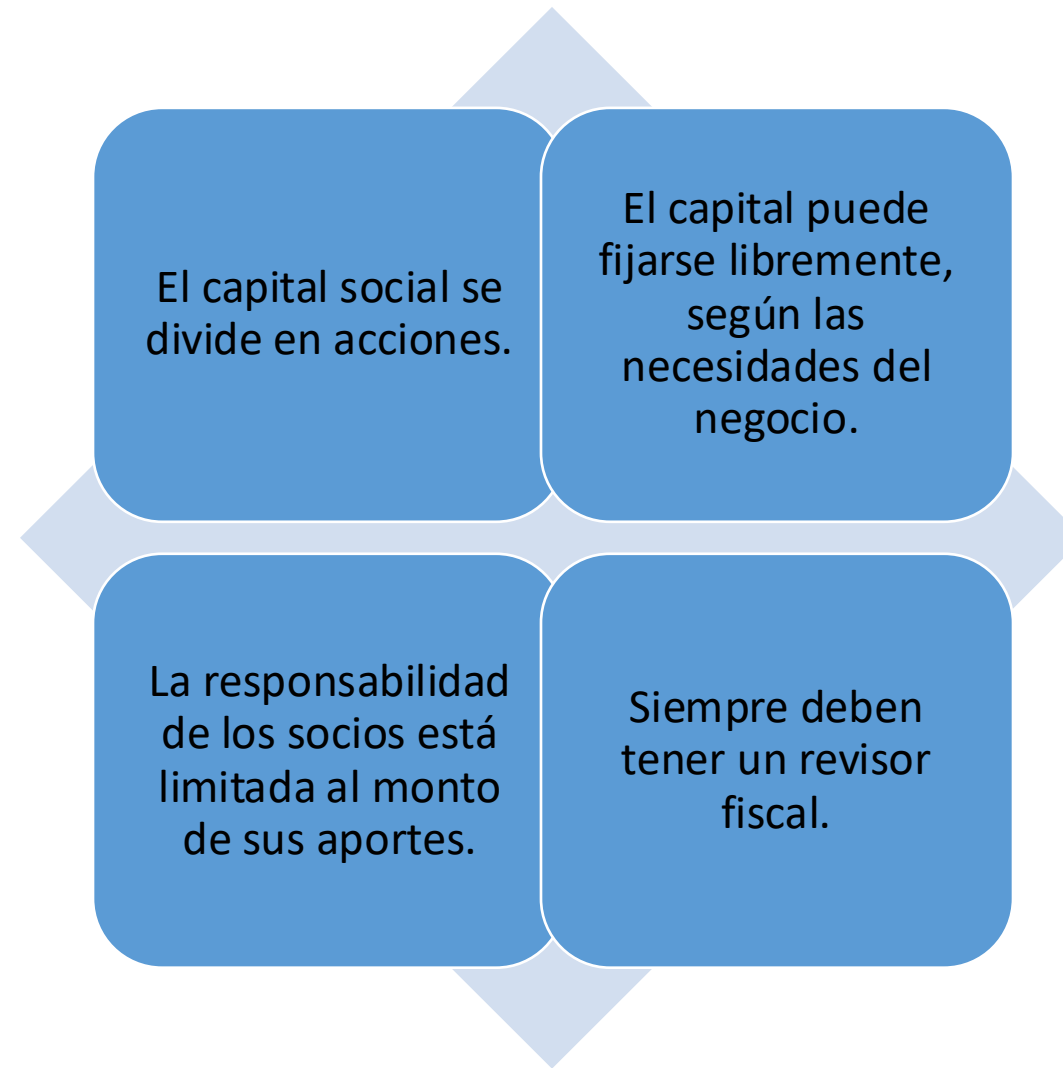 El capital social se
divide en acciones.
El capital puede
fijarse libremente,
según las
necesidades del
negocio.
La responsabilidad
de los socios está
limitada al monto
de sus aportes.
Siempre deben
tener un revisor
fiscal.